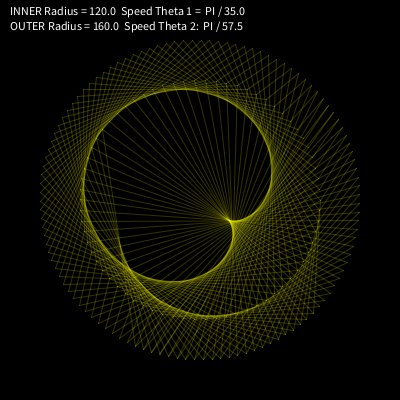 INNER Radius = 120.0  Speed Theta 1 =  PI / 35.0
OUTER Radius = 160.0  Speed Theta 2:  PI / 57.5